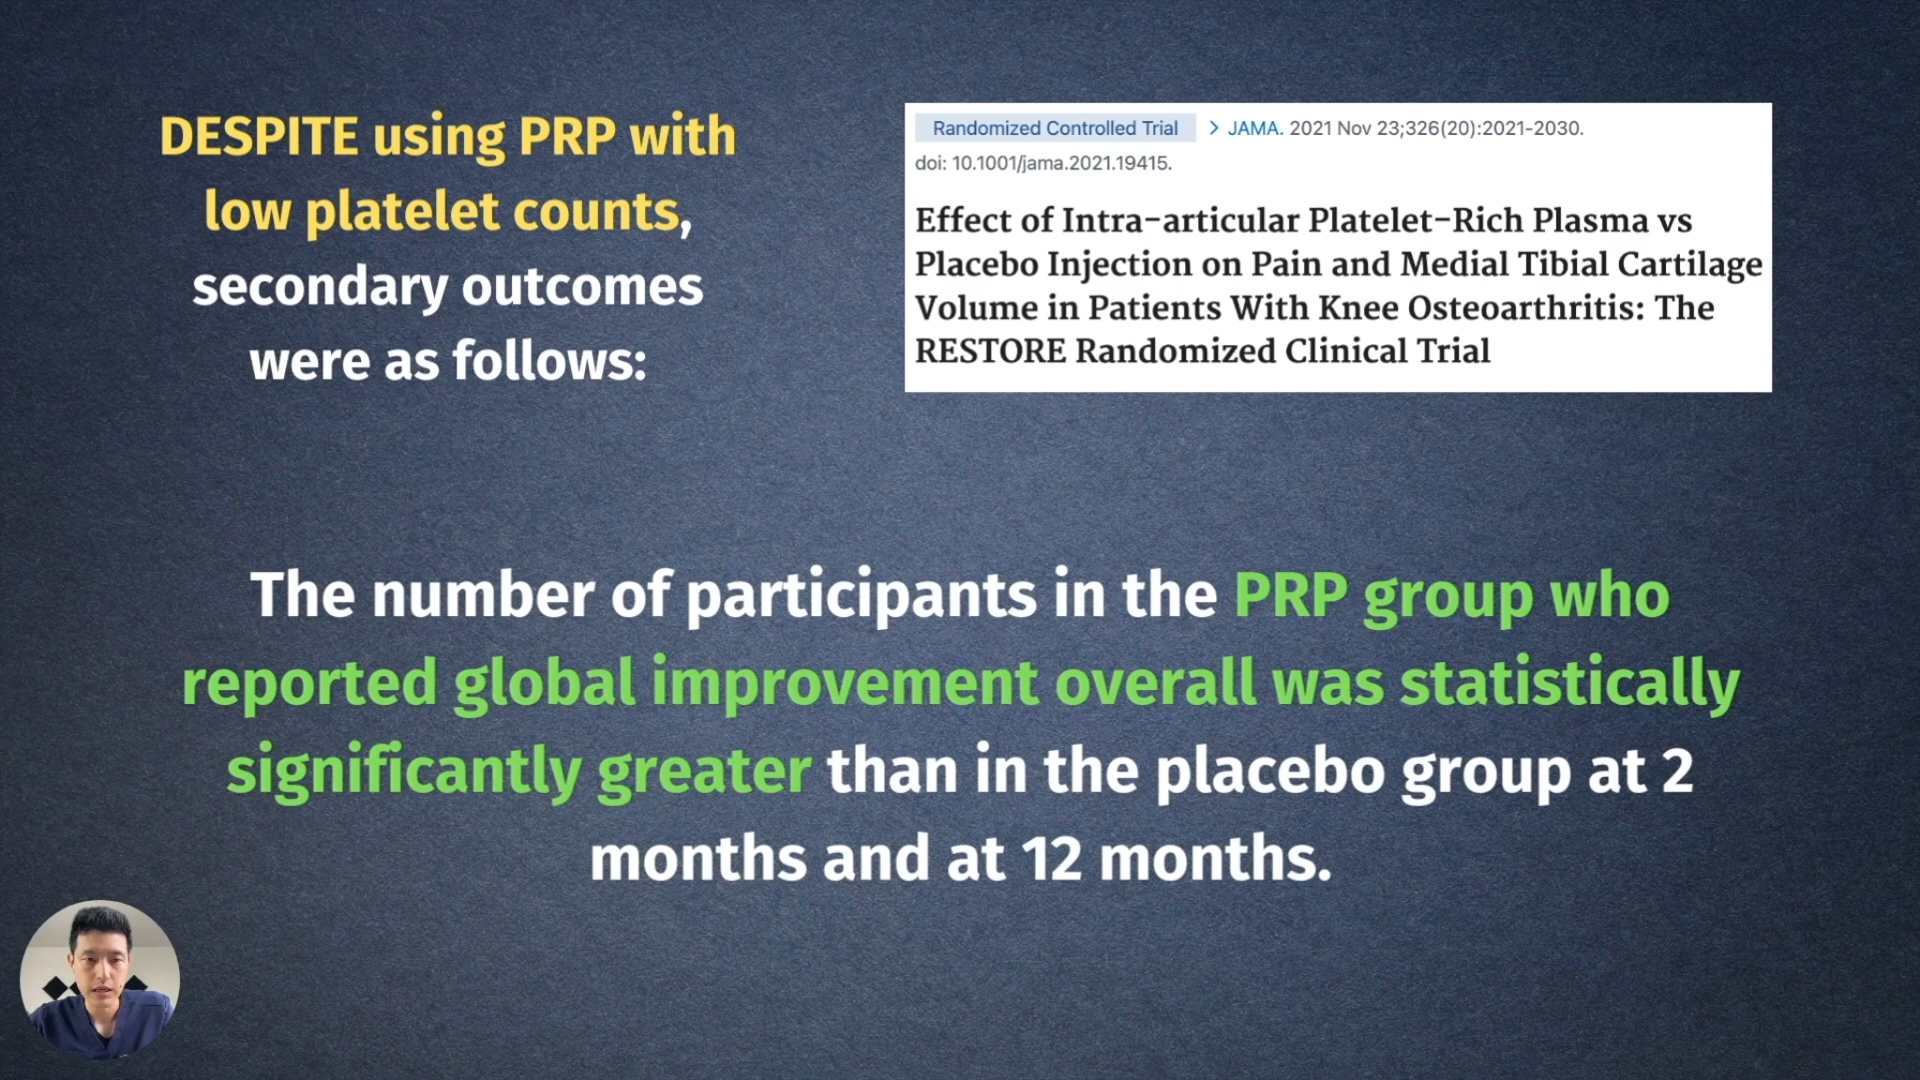 DESPITE using PRP with
low platelet counts,
secondary outcomes
were as follows:
Randomized Controlled Trial > JAMA. 2021 Nov 23;326(20):2021-2030.
doi: 10.1001/jama.2021.19415.
Effect of Intra-articular Platelet-Rich Plasma vs
Placebo Injection on Pain and Medial Tibial Cartilage
Volume in Patients With Knee Osteoarthritis: The
RESTORE Randomized Clinical Trial
The number of participants in the PRP group who
reported global improvement overall was statistically
significantly greater than in the placebo group at 2
months and at 12 months.